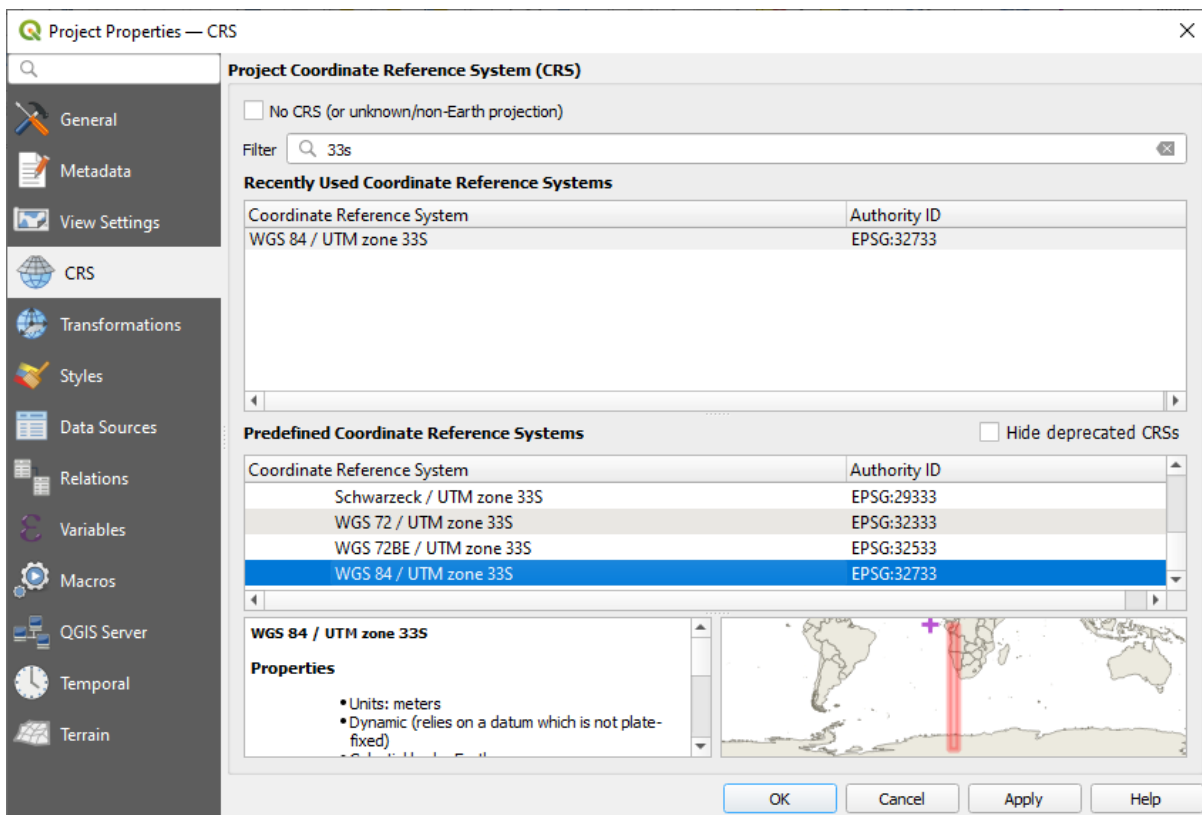 Project Properties — CRS
General
Metadata
View Settings
CRS
Transformations
Styles
Data Sources
Relations
Variables
Macros
QGIS Server
Temporal
Terrain
Project Coordinate Reference System (CRS)
No CRS (or unknown/non-Earth projection)
Filter 33s
Recently Used Coordinate Reference Systems
Coordinate Reference System Authority ID
WGS 84 / UTM zone 33S EPSG:32733
Predefined Coordinate Reference Systems Hide deprecated CRSs
Coordinate Reference System Authority ID
Schwarzeck / UTM zone 33S EPSG:29333
WGS 72 / UTM zone 33S EPSG:32333
WGS 72BE / UTM zone 33S EPSG:32533
WGS 84 / UTM zone 33S EPSG:32733
WGS 84 / UTM zone 33S
Properties
• Units: meters
• Dynamic (relies on a datum which is not plate-
fixed)
OK Cancel Apply Help